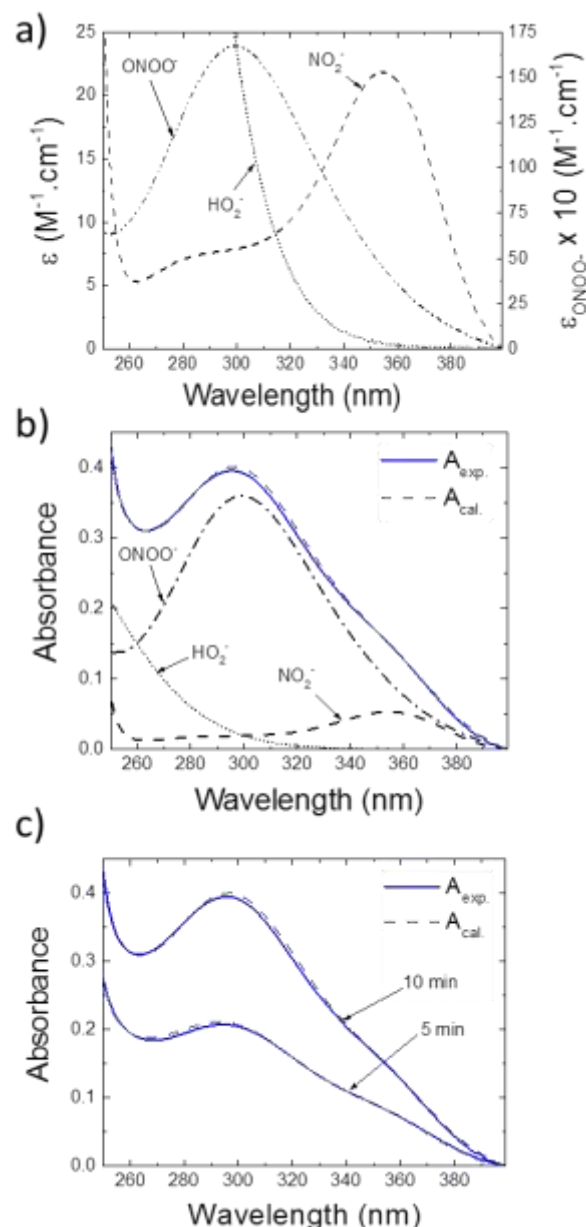 a)
25
20
15
10
5
0
ε (M⁻¹.cm⁻¹)
ONOO⁻
NO₂⁻
HO₂⁻
175
150
125
100
75
50
25
0
ε_ONOO- x 10 (M⁻¹.cm⁻¹)
260 280 300 320 340 360 380
Wavelength (nm)
b)
0.4
0.3
0.2
0.1
0.0
Absorbance
A_exp.
A_cal.
ONOO⁻
HO₂⁻
NO₂⁻
260 280 300 320 340 360 380
Wavelength (nm)
c)
0.4
0.3
0.2
0.1
0.0
Absorbance
A_exp.
A_cal.
10 min
5 min
260 280 300 320 340 360 380
Wavelength (nm)